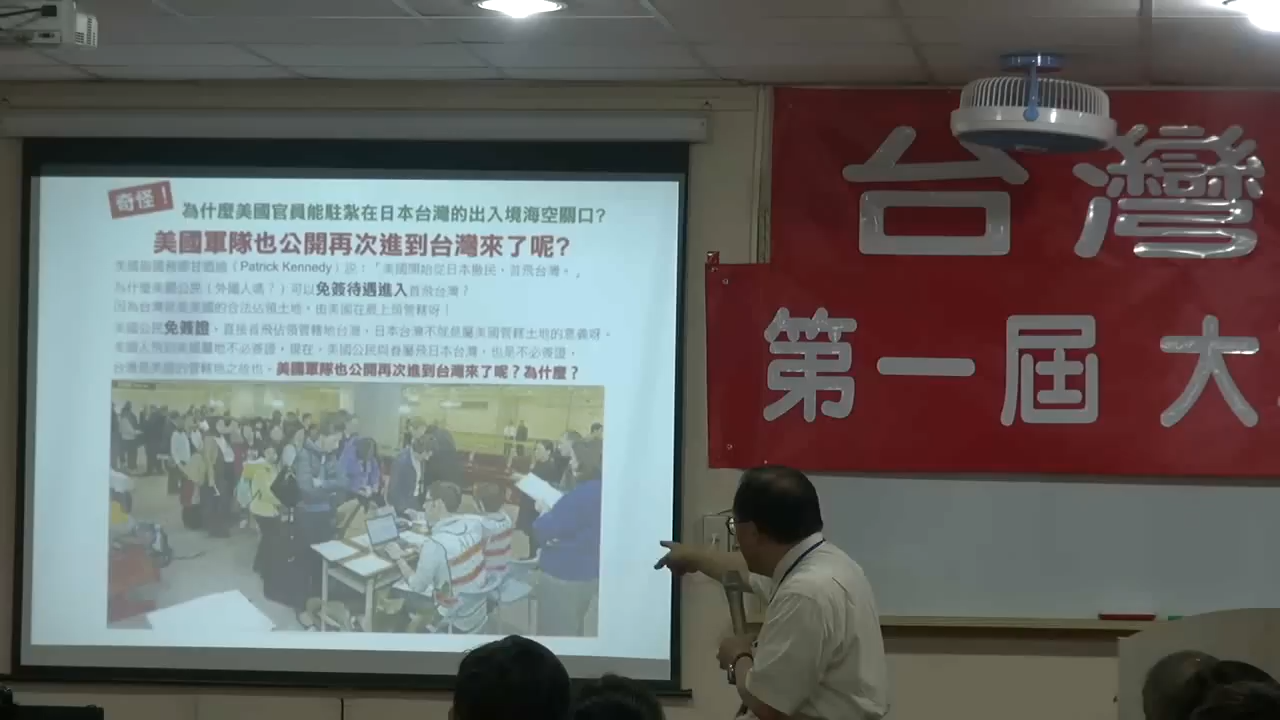 奇怪！
為什麼美國官員能駐紮在日本台灣的出入境海空關口？
美國軍隊也公開再次進到台灣來了呢？
（Patrick Kennedy）說：「美國開始從日本撤民，首飛台灣。」
為什麼美國公民（外國人嗎？）可以免簽待遇進入首飛台灣？
因為台灣就是美國的合法佔領土地，由美國在最上頭管轄呀！
美國公民免簽證，直接首飛佔領管轄地台灣，日本台灣不就是屬美國管轄土地的意義呀。
美國人飛到美國屬地不必簽證，現在，美國公民與眷屬飛日本台灣，也是不必簽證，
台灣是美國的管轄地之故也。美國軍隊也公開再次進到台灣來了呢？為什麼？
台灣
第一屆大